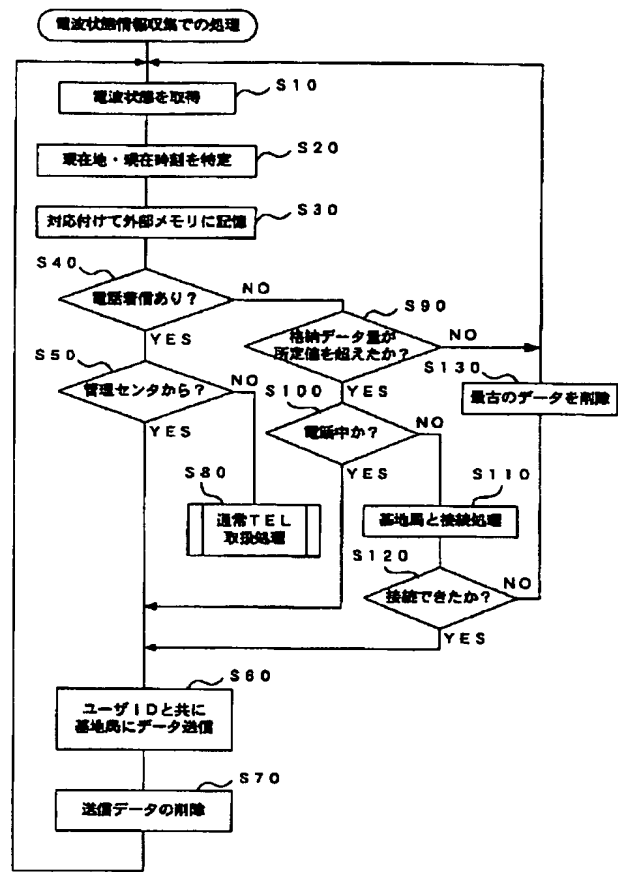 電波状態情報収集での処理
S10
電波状態を取得
S20
現在地・現在時刻を特定
S30
対応付けて外部メモリに記憶
S40
電話着信あり？
NO
YES
S90
格納データ量が
所定値を超えたか？
NO
YES
S50
管理センタから？
NO
YES
S130
最古のデータを削除
S100
電話中か？
NO
YES
S80
通常TEL
取扱処理
S110
基地局と接続処理
S120
接続できたか？
NO
YES
S60
ユーザIDと共に
基地局にデータ送信
S70
送信データの削除